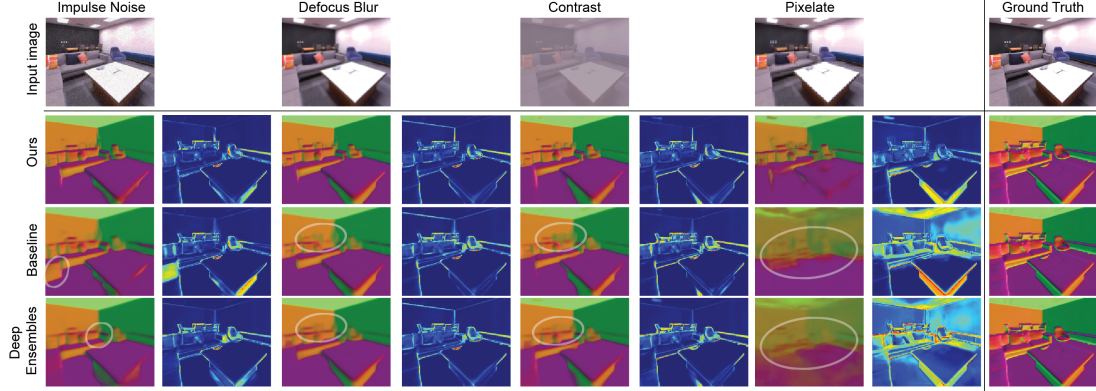 Impulse Noise
Defocus Blur
Contrast
Pixelate
Ground Truth
Input image
Ours
Baseline
Deep
Ensembles